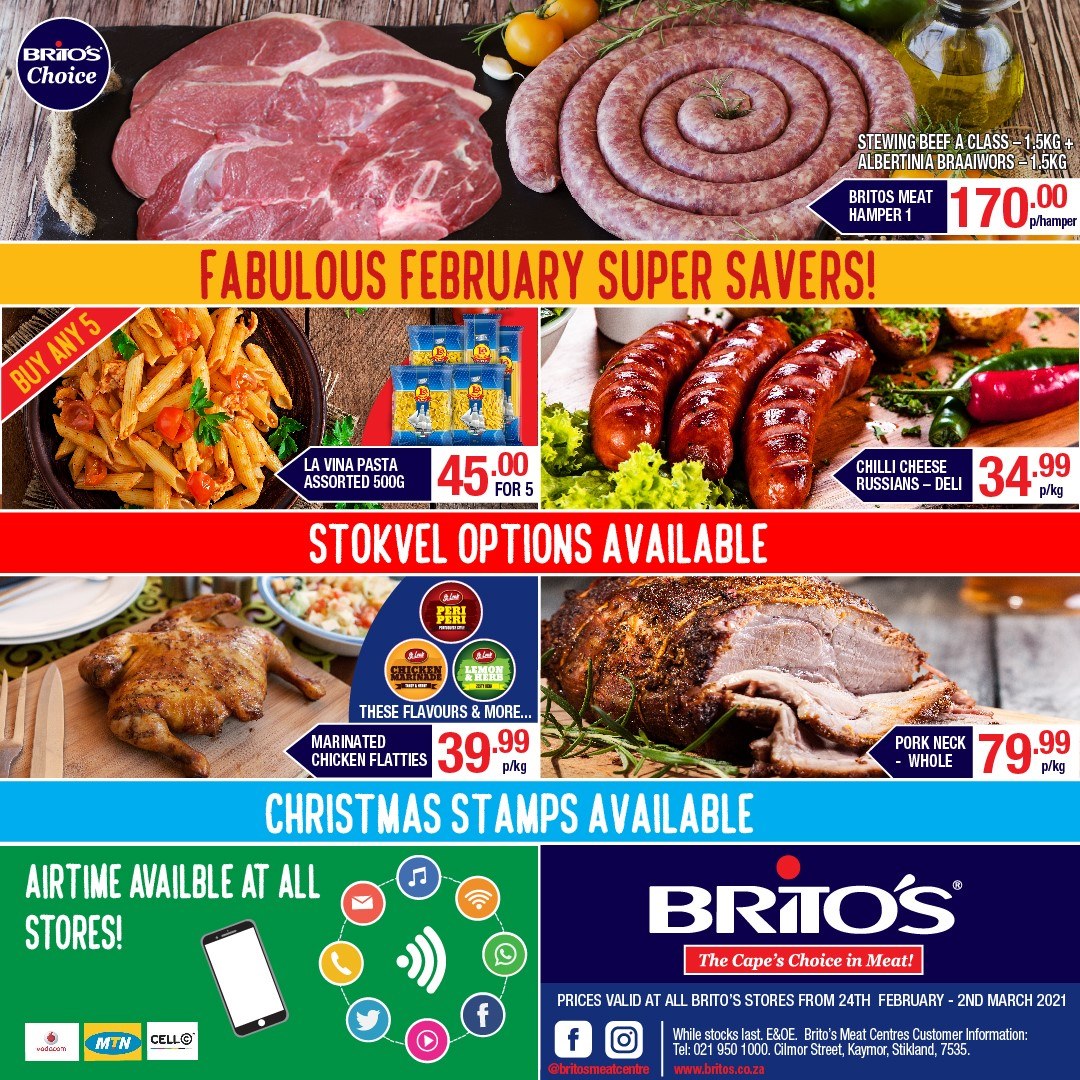 BRITO'S
Choice
STEWING BEEF A CLASS – 1.5KG +
ALBERTINIA BRAAIWORS – 1.5KG
BRITOS MEAT
HAMPER 1
170.00
p/hamper
FABULOUS FEBRUARY SUPER SAVERS!
BUY ANY 5
LA VINA PASTA
ASSORTED 500G
45.00
FOR 5
CHILLI CHEESE
RUSSIANS – DELI
34.99
p/kg
STOKVEL OPTIONS AVAILABLE
PERI
PERI
CHICKEN
MARINADE
LEMON
& HERB
THESE FLAVOURS & MORE...
MARINATED
CHICKEN FLATTIES
39.99
p/kg
PORK NECK
- WHOLE
79.99
p/kg
CHRISTMAS STAMPS AVAILABLE
AIRTIME AVAILBLE AT ALL
STORES!
vodacom
MTN
CELL C
BRITO'S®
The Cape's Choice in Meat!
PRICES VALID AT ALL BRITO'S STORES FROM 24TH FEBRUARY - 2ND MARCH 2021
While stocks last. E&OE. Brito's Meat Centres Customer Information:
Tel: 021 950 1000. Cilmor Street, Kaymor, Stikland, 7535.
@britosmeatcentre
www.britos.co.za